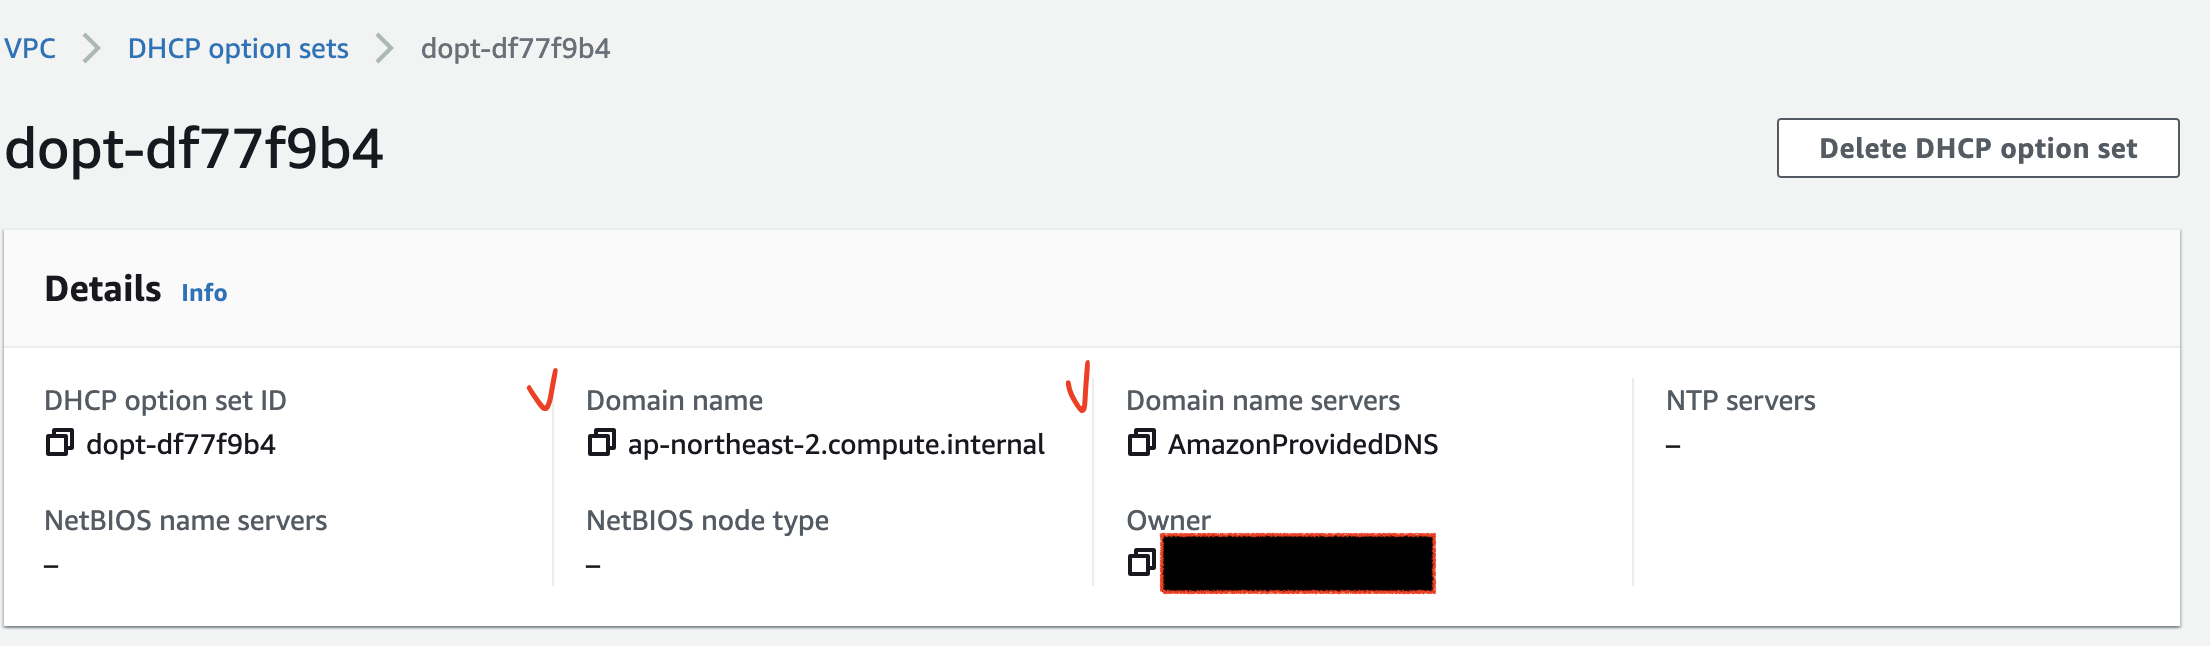 VPC > DHCP option sets > dopt-df77f9b4
dopt-df77f9b4
Delete DHCP option set
Details Info
DHCP option set ID
dopt-df77f9b4
Domain name
ap-northeast-2.compute.internal
Domain name servers
AmazonProvidedDNS
NTP servers
–
NetBIOS name servers
–
NetBIOS node type
–
Owner